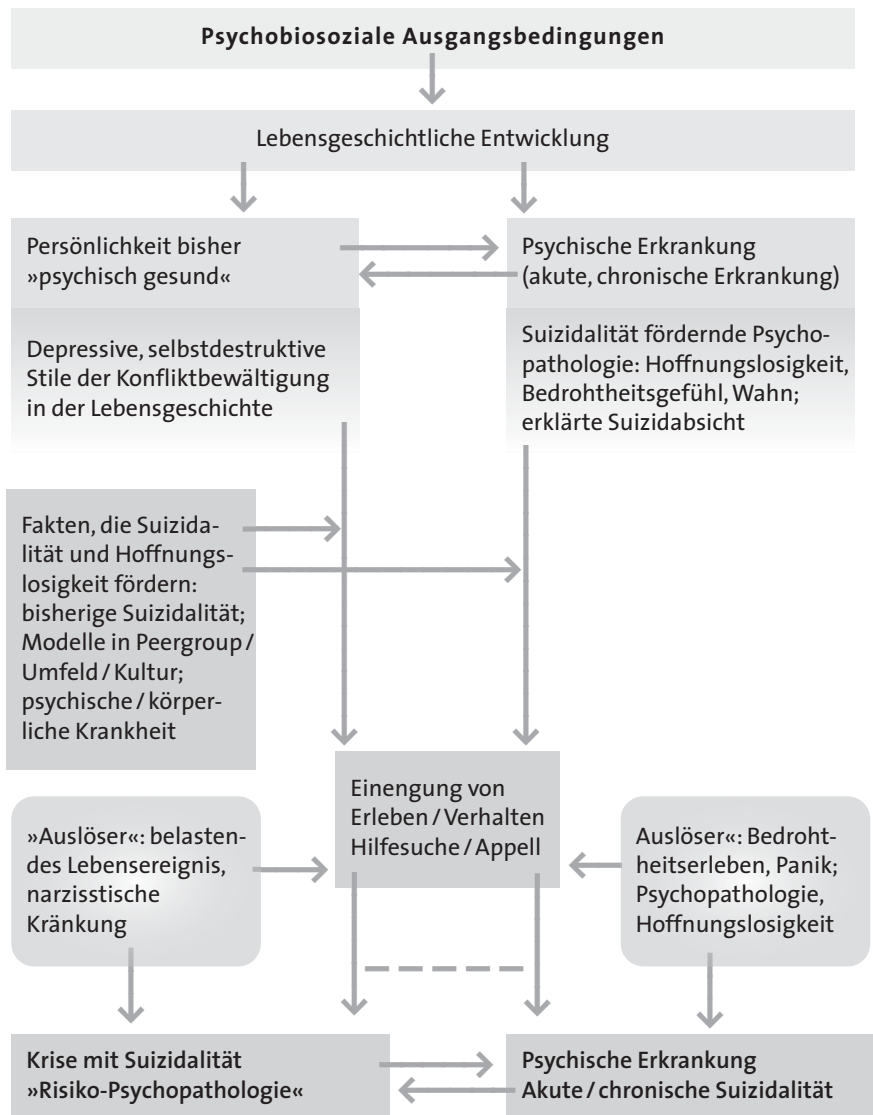 Psychobiosoziale Ausgangsbedingungen
Lebensgeschichtliche Entwicklung
Persönlichkeit bisher
»psychisch gesund«
Psychische Erkrankung
(akute, chronische Erkrankung)
Depressive, selbstdestruktive
Stile der Konfliktbewältigung
in der Lebensgeschichte
Suizidalität fördernde Psycho-
pathologie: Hoffnungslosigkeit,
Bedrohtheitsgefühl, Wahn;
erklärte Suizidabsicht
Fakten, die Suizida-
lität und Hoffnungs-
losigkeit fördern:
bisherige Suizidalität;
Modelle in Peergroup /
Umfeld / Kultur;
psychische / körper-
liche Krankheit
Einengung von
Erleben / Verhalten
Hilfesuche / Appell
»Auslöser«: belasten-
des Lebensereignis,
narzisstische
Kränkung
Auslöser«: Bedroht-
heitserleben, Panik;
Psychopathologie,
Hoffnungslosigkeit
Krise mit Suizidalität
»Risiko-Psychopathologie«
Psychische Erkrankung
Akute / chronische Suizidalität